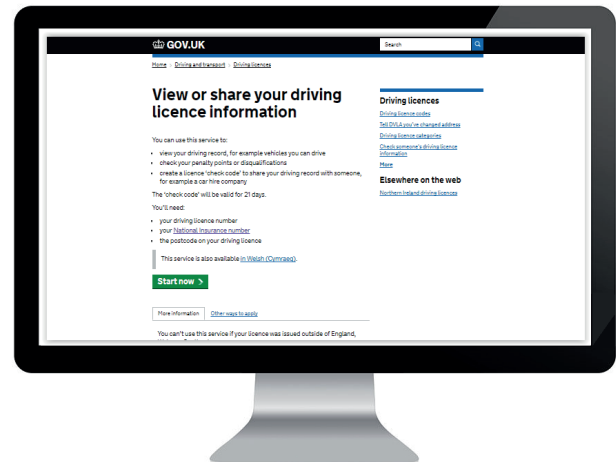 GOV.UK
Search
Home > Driving and transport > Driving licences
View or share your driving
licence information
You can use this service to:
• view your driving record, for example vehicles you can drive
• check your penalty points or disqualifications
• create a licence 'check code' to share your driving record with someone,
for example a car hire company
The 'check code' will be valid for 21 days.
You'll need:
• your driving licence number
• your National Insurance number
• the postcode on your driving licence
This service is also available in Welsh (Cymraeg).
Start now >
More information
Other ways to apply
You can't use this service if your licence was issued outside of England,
Driving licences
Driving licence codes
Tell DVLA you've changed address
Driving licence categories
Check someone's driving licence
information
More
Elsewhere on the web
Northern Ireland driving licences